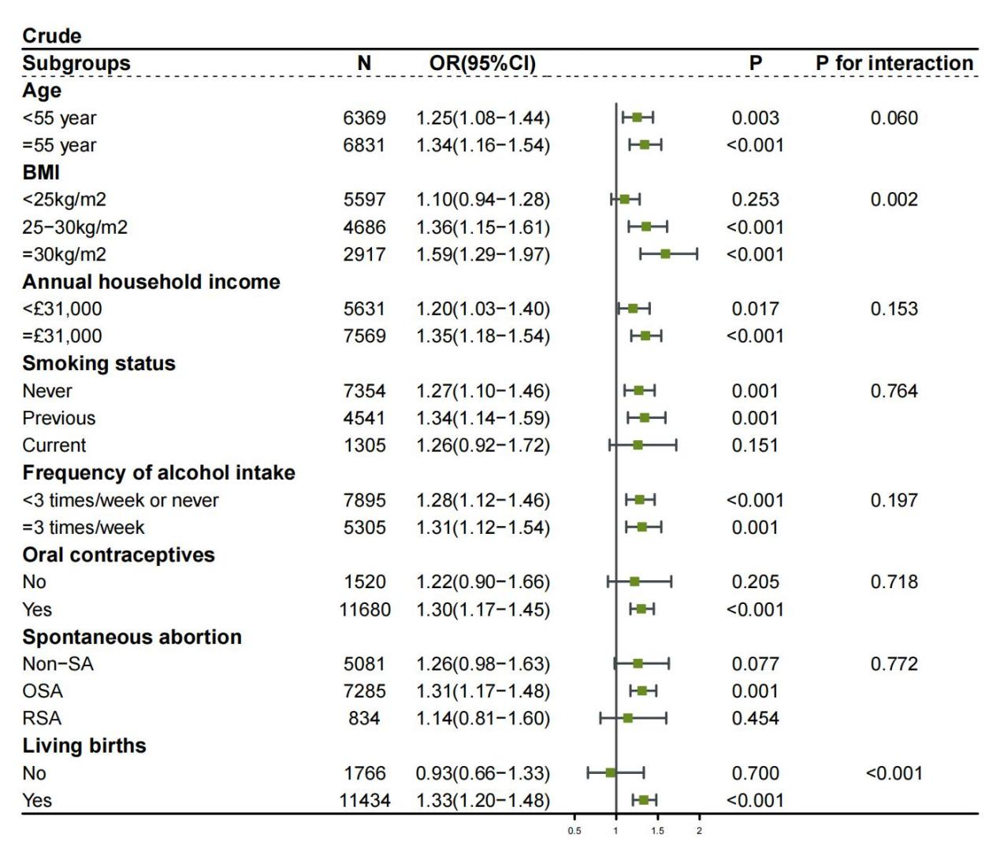 Crude
Subgroups N OR(95%CI) P P for interaction
Age
<55 year 6369 1.25(1.08−1.44) 0.003 0.060
=55 year 6831 1.34(1.16−1.54) <0.001
BMI
<25kg/m2 5597 1.10(0.94−1.28) 0.253 0.002
25−30kg/m2 4686 1.36(1.15−1.61) <0.001
=30kg/m2 2917 1.59(1.29−1.97) <0.001
Annual household income
<£31,000 5631 1.20(1.03−1.40) 0.017 0.153
=£31,000 7569 1.35(1.18−1.54) <0.001
Smoking status
Never 7354 1.27(1.10−1.46) 0.001 0.764
Previous 4541 1.34(1.14−1.59) 0.001
Current 1305 1.26(0.92−1.72) 0.151
Frequency of alcohol intake
<3 times/week or never 7895 1.28(1.12−1.46) <0.001 0.197
=3 times/week 5305 1.31(1.12−1.54) 0.001
Oral contraceptives
No 1520 1.22(0.90−1.66) 0.205 0.718
Yes 11680 1.30(1.17−1.45) <0.001
Spontaneous abortion
Non−SA 5081 1.26(0.98−1.63) 0.077 0.772
OSA 7285 1.31(1.17−1.48) 0.001
RSA 834 1.14(0.81−1.60) 0.454
Living births
No 1766 0.93(0.66−1.33) 0.700 <0.001
Yes 11434 1.33(1.20−1.48) <0.001
0.5 1 1.5 2